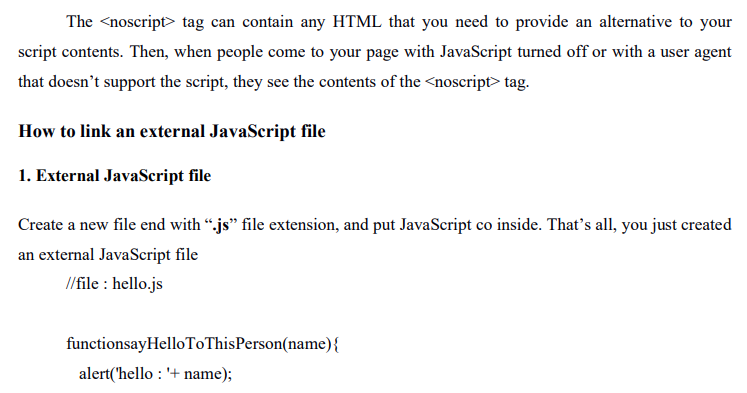 The <noscript> tag can contain any HTML that you need to provide an alternative to your
script contents. Then, when people come to your page with JavaScript turned off or with a user agent
that doesn’t support the script, they see the contents of the <noscript> tag.
How to link an external JavaScript file
1. External JavaScript file
Create a new file end with “.js” file extension, and put JavaScript co inside. That’s all, you just created
an external JavaScript file
//file : hello.js
functionsayHelloToThisPerson(name){
alert('hello : '+ name);